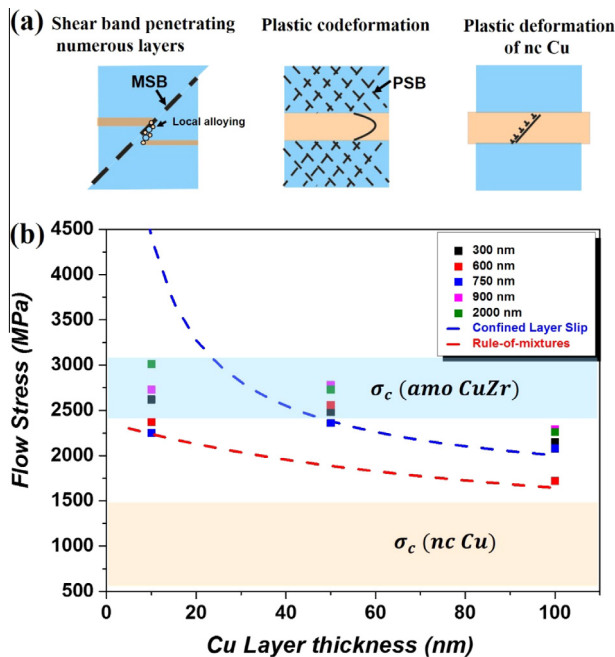 (a)
Shear band penetrating
numerous layers
Plastic codeformation
Plastic deformation
of nc Cu
MSB
Local alloying
PSB
(b)
4500
4000
3500
3000
2500
2000
1500
1000
500
Flow Stress (MPa)
300 nm
600 nm
750 nm
900 nm
2000 nm
Confined Layer Slip
Rule-of-mixtures
σc (amo CuZr)
σc (nc Cu)
0 20 40 60 80 100
Cu Layer thickness (nm)